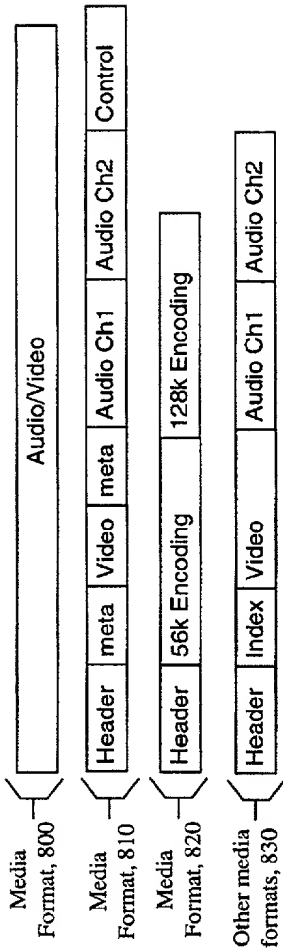 Media
Format, 800
Audio/Video
Media
Format, 810
Header meta Video meta Audio Ch1 Audio Ch2 Control
Media
Format, 820
Header 56k Encoding 128k Encoding
Other media
formats, 830
Header Index Video Audio Ch1 Audio Ch2